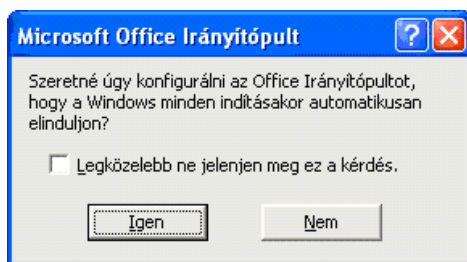 Microsoft Office Irányítópult
Szeretné úgy konfigurálni az Office Irányítópultot,
hogy a Windows minden indításakor automatikusan
elinduljon?
Legközelebb ne jelenjen meg ez a kérdés.
Igen Nem